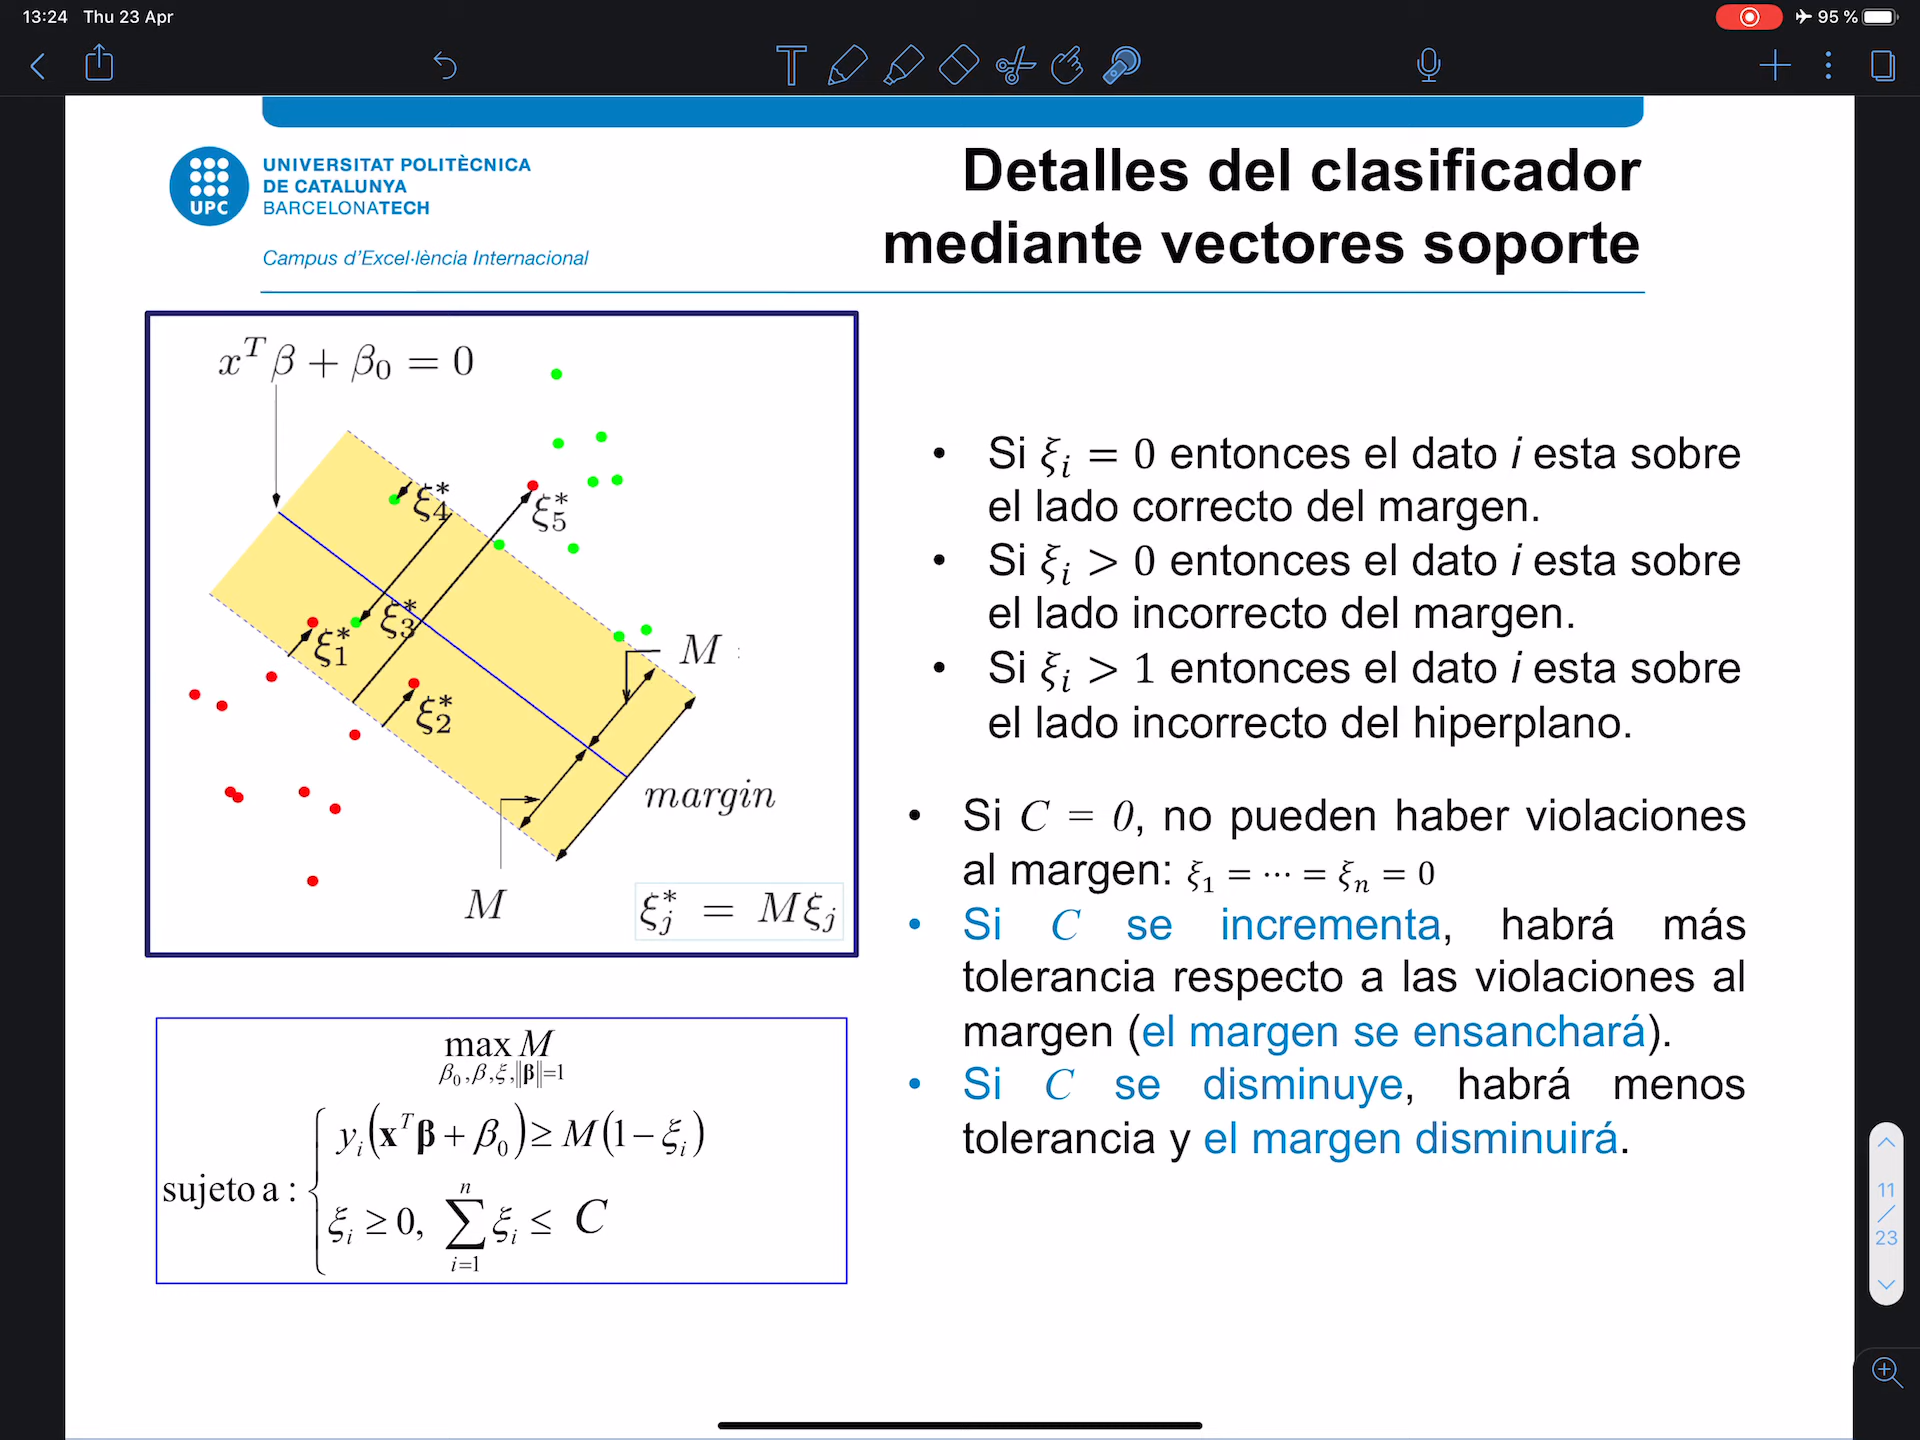 13:24 Thu 23 Apr
95 %
UNIVERSITAT POLITÈCNICA
DE CATALUNYA
BARCELONATECH
UPC
Campus d'Excel·lència Internacional
Detalles del clasificador
mediante vectores soporte
x^T β + β_0 = 0
ξ*_4
ξ*_5
ξ*_3
ξ*_1
ξ*_2
M
margin
M
ξ*_j = Mξ_j
max M
β_0,β,ξ,‖β‖=1
sujeto a :
y_i(x^T β + β_0) ≥ M(1 − ξ_i)
ξ_i ≥ 0, ∑_{i=1}^{n} ξ_i ≤ C
• Si ξ_i = 0 entonces el dato i esta sobre
el lado correcto del margen.
• Si ξ_i > 0 entonces el dato i esta sobre
el lado incorrecto del margen.
• Si ξ_i > 1 entonces el dato i esta sobre
el lado incorrecto del hiperplano.
• Si C = 0, no pueden haber violaciones
al margen: ξ_1 = ⋯ = ξ_n = 0
• Si C se incrementa, habrá más
tolerancia respecto a las violaciones al
margen (el margen se ensanchará).
• Si C se disminuye, habrá menos
tolerancia y el margen disminuirá.
11
/
23